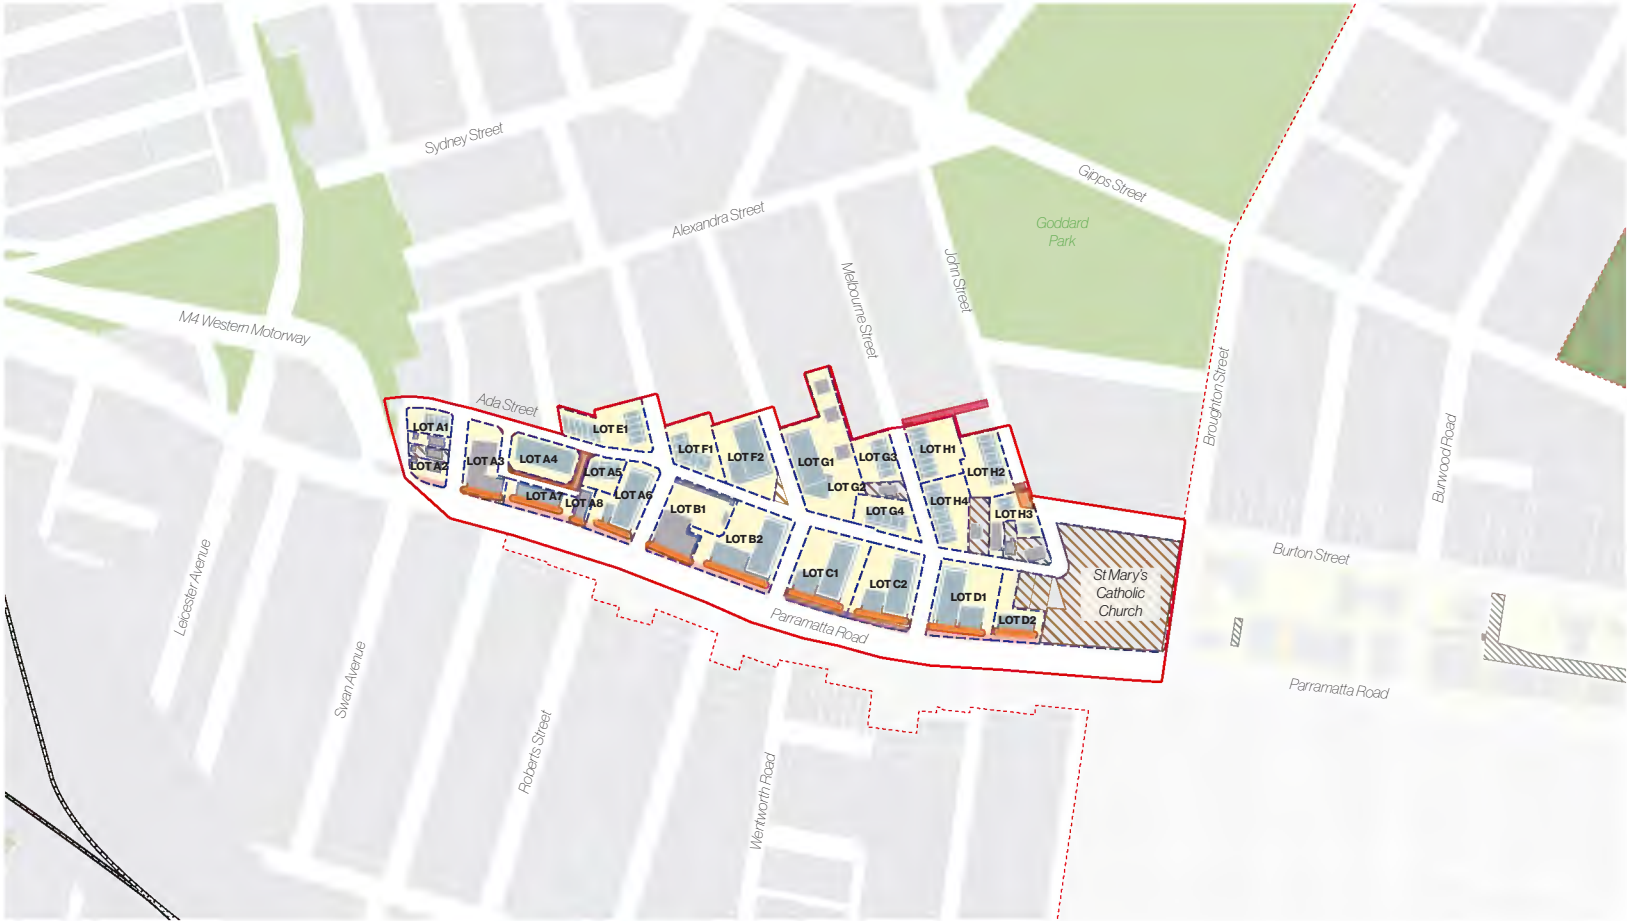 Sydney Street
Gipps Street
Alexandra Street
Goddard
Park
Melbourne Street
John Street
M4 Western Motorway
Broughton Street
Ada Street
Burwood Road
LOT A1
LOT A2
LOT A3
LOT A4
LOT A5
LOT A6
LOT A7
LOT A8
LOT E1
LOT F1
LOT F2
LOT G1
LOT G2
LOT G3
LOT G4
LOT H1
LOT H2
LOT H3
LOT H4
LOT B1
LOT B2
LOT C1
LOT C2
LOT D1
LOT D2
St Mary's
Catholic
Church
Burton Street
Leicester Avenue
Parramatta Road
Swan Avenue
Parramatta Road
Roberts Street
Wentworth Road